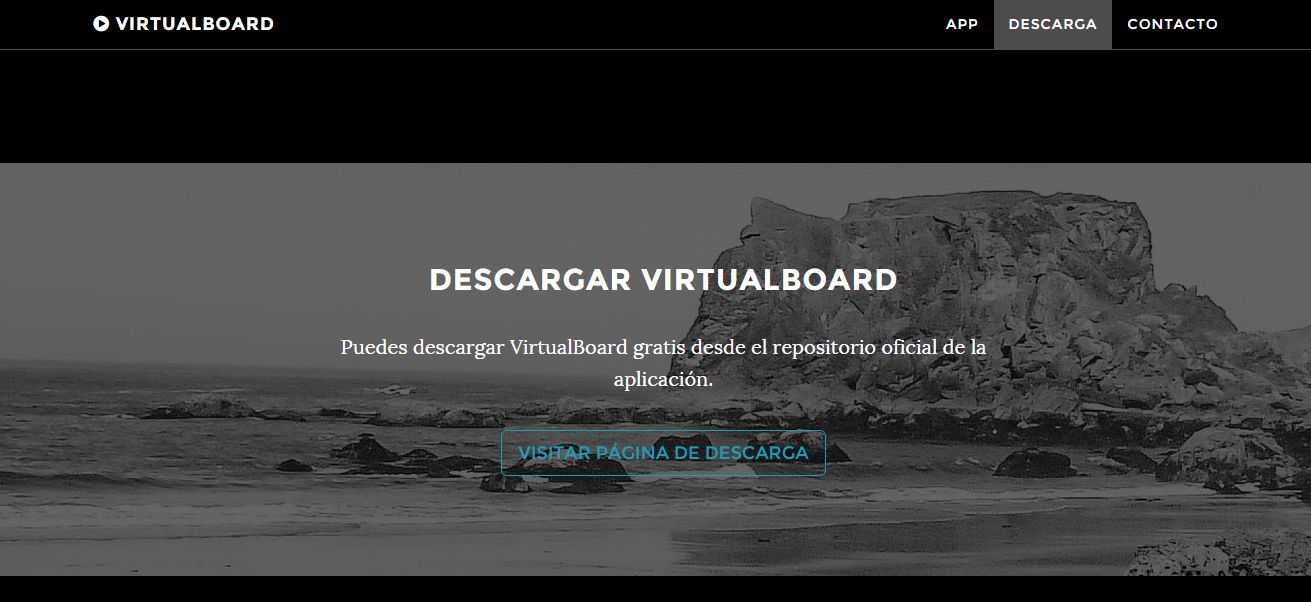 VIRTUALBOARD
APP
DESCARGA
CONTACTO
DESCARGAR VIRTUALBOARD
Puedes descargar VirtualBoard gratis desde el repositorio oficial de la
aplicación.
VISITAR PÁGINA DE DESCARGA